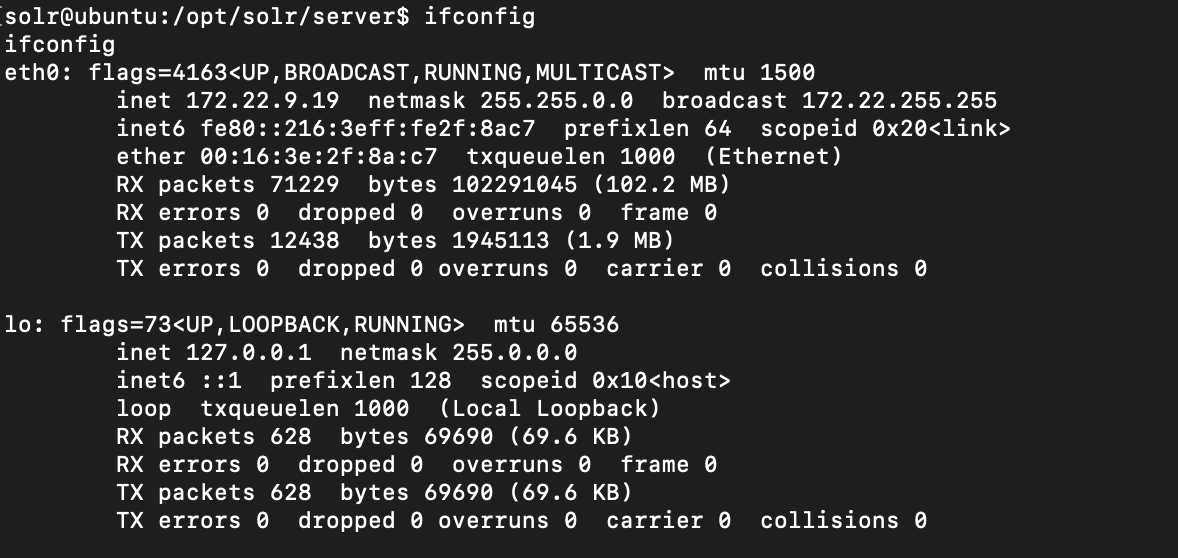 solr@ubuntu:/opt/solr/server$ ifconfig
ifconfig
eth0: flags=4163<UP,BROADCAST,RUNNING,MULTICAST>  mtu 1500
        inet 172.22.9.19  netmask 255.255.0.0  broadcast 172.22.255.255
        inet6 fe80::216:3eff:fe2f:8ac7  prefixlen 64  scopeid 0x20<link>
        ether 00:16:3e:2f:8a:c7  txqueuelen 1000  (Ethernet)
        RX packets 71229  bytes 102291045 (102.2 MB)
        RX errors 0  dropped 0  overruns 0  frame 0
        TX packets 12438  bytes 1945113 (1.9 MB)
        TX errors 0  dropped 0 overruns 0  carrier 0  collisions 0

lo: flags=73<UP,LOOPBACK,RUNNING>  mtu 65536
        inet 127.0.0.1  netmask 255.0.0.0
        inet6 ::1  prefixlen 128  scopeid 0x10<host>
        loop  txqueuelen 1000  (Local Loopback)
        RX packets 628  bytes 69690 (69.6 KB)
        RX errors 0  dropped 0  overruns 0  frame 0
        TX packets 628  bytes 69690 (69.6 KB)
        TX errors 0  dropped 0 overruns 0  carrier 0  collisions 0